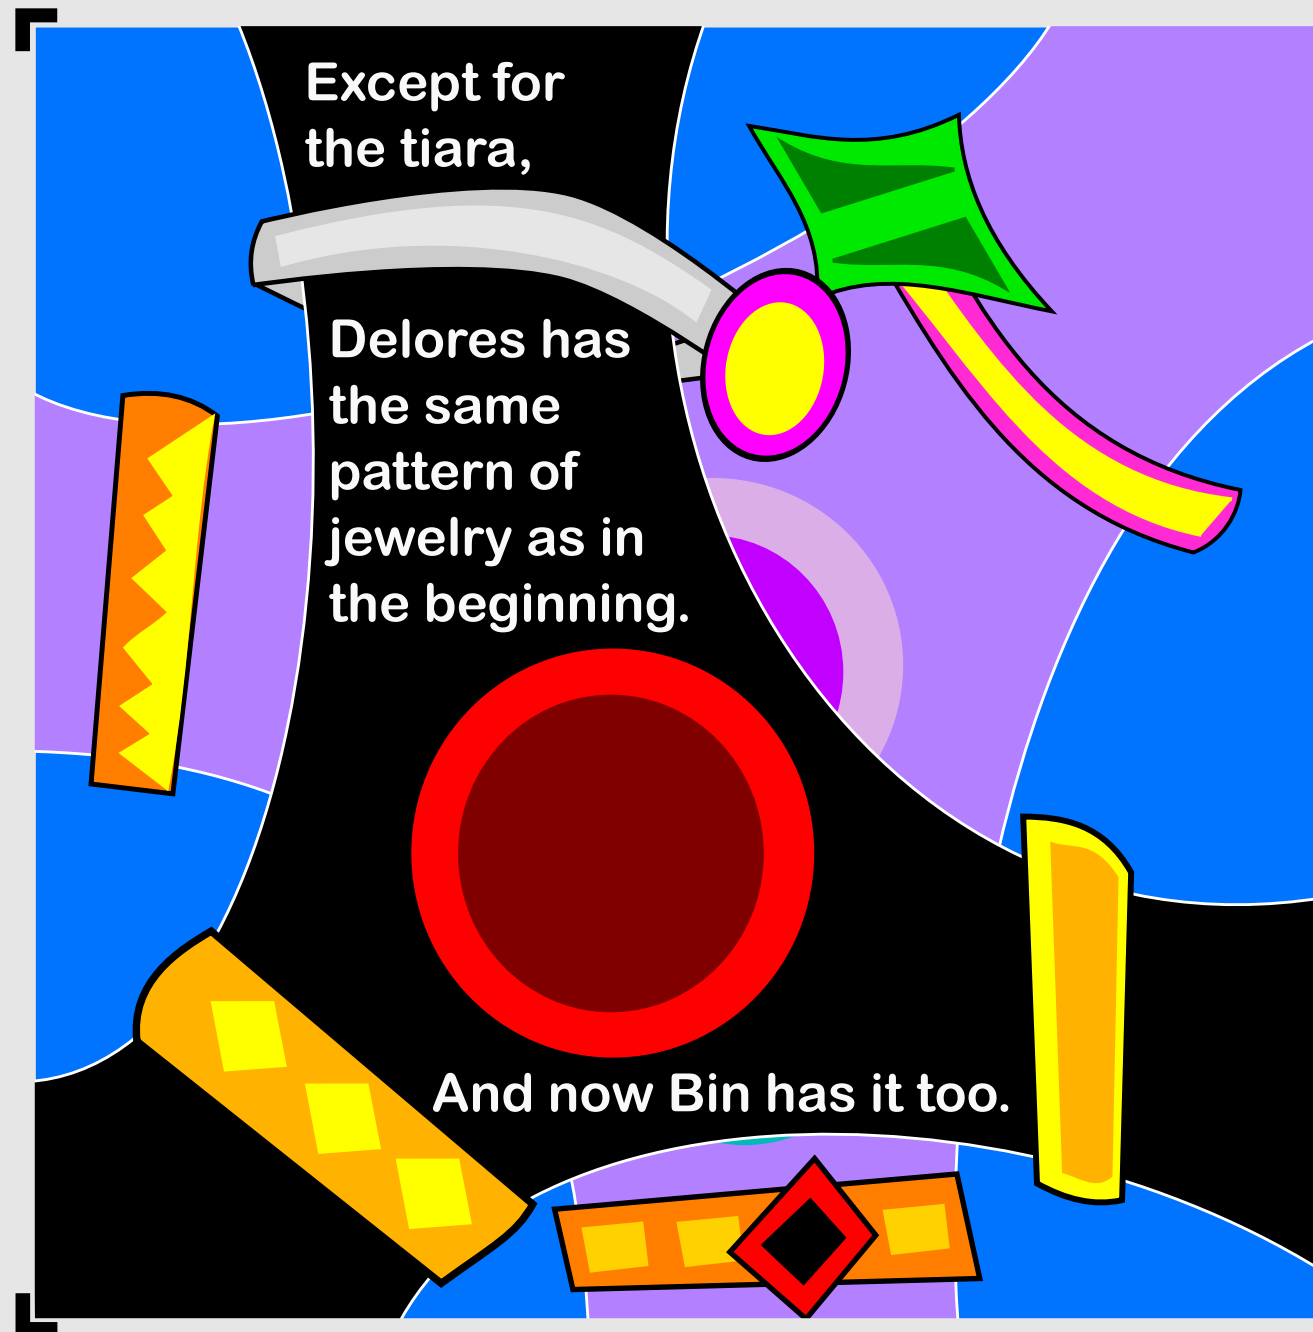 Except for
the tiara,
Delores has
the same
pattern of
jewelry as in
the beginning.
And now Bin has it too.